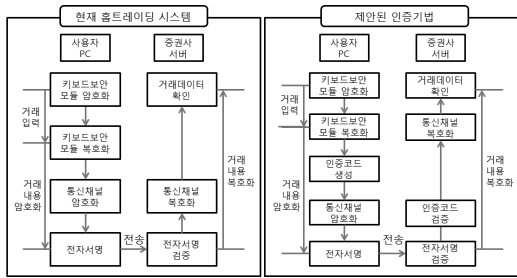 현재 홈트레이딩 시스템
사용자
PC
증권사
서버
키보드보안
모듈 암호화
거래데이터
확인
거래
입력
키보드보안
모듈 복호화
거래
내용
암호화
거래
내용
복호화
통신채널
암호화
통신채널
복호화
전자서명
전송
전자서명
검증
제안된 인증기법
사용자
PC
증권사
서버
키보드보안
모듈 암호화
거래데이터
확인
거래
입력
키보드보안
모듈 복호화
통신채널
복호화
인증코드
생성
거래
내용
암호화
거래
내용
복호화
통신채널
암호화
인증코드
검증
전자서명
전송
전자서명
검증